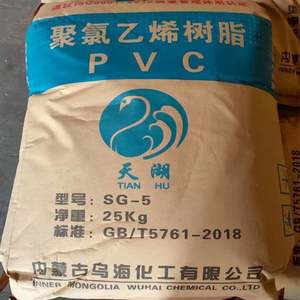 聚氯乙烯树脂
PVC
天湖
TIAN HU
型号：SG-5
净重：25Kg
标准：GB/T5761-2018
内蒙古乌海化工有限公司
INNER MONGOLIA WUHAI CHEMICAL CO.,LTD